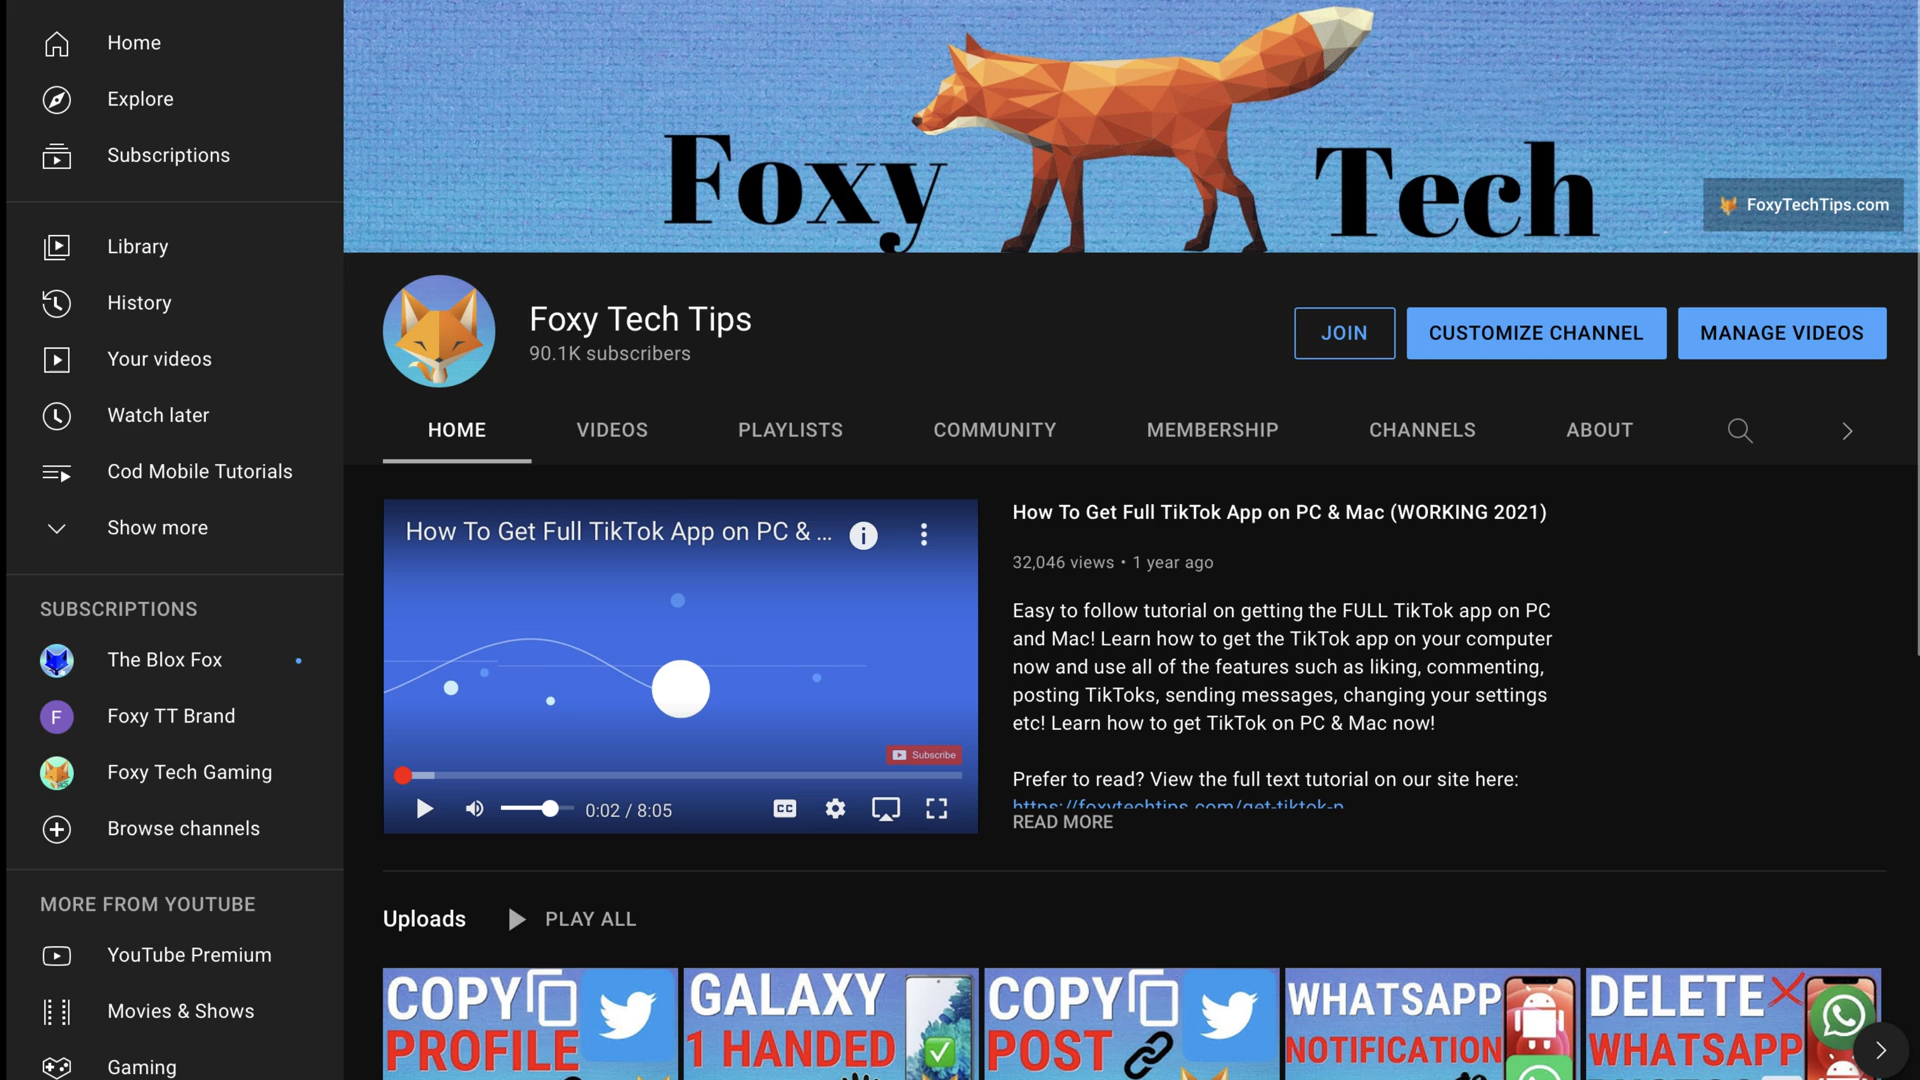 Home
Explore
Subscriptions
Library
History
Your videos
Watch later
Cod Mobile Tutorials
Show more
SUBSCRIPTIONS
The Blox Fox
F
Foxy TT Brand
Foxy Tech Gaming
Browse channels
MORE FROM YOUTUBE
YouTube Premium
Movies & Shows
Gaming
Foxy Tech
FoxyTechTips.com
Foxy Tech Tips
90.1K subscribers
JOIN
CUSTOMIZE CHANNEL
MANAGE VIDEOS
HOME VIDEOS PLAYLISTS COMMUNITY MEMBERSHIP CHANNELS ABOUT
How To Get Full TikTok App on PC & ...
i
Subscribe
0:02 / 8:05
CC
How To Get Full TikTok App on PC & Mac (WORKING 2021)
32,046 views • 1 year ago
Easy to follow tutorial on getting the FULL TikTok app on PC
and Mac! Learn how to get the TikTok app on your computer
now and use all of the features such as liking, commenting,
posting TikToks, sending messages, changing your settings
etc! Learn how to get TikTok on PC & Mac now!
Prefer to read? View the full text tutorial on our site here:
https://foxytechtips.com/get-tiktok-p
READ MORE
Uploads
PLAY ALL
COPY
PROFILE
GALAXY
1 HANDED
COPY
POST
WHATSAPP
NOTIFICATION
DELETE
WHATSAPP